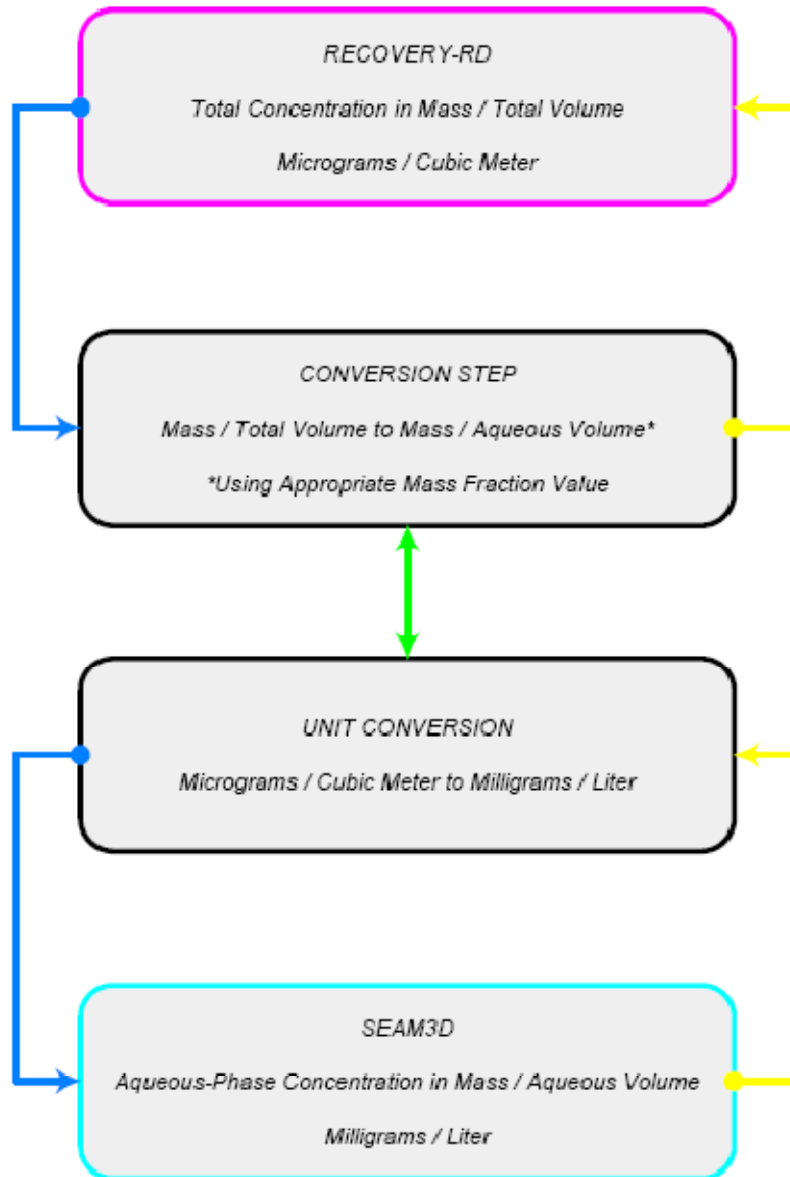 RECOVERY-RD
Total Concentration in Mass / Total Volume
Micrograms / Cubic Meter
CONVERSION STEP
Mass / Total Volume to Mass / Aqueous Volume*
*Using Appropriate Mass Fraction Value
UNIT CONVERSION
Micrograms / Cubic Meter to Milligrams / Liter
SEAM3D
Aqueous-Phase Concentration in Mass / Aqueous Volume
Milligrams / Liter